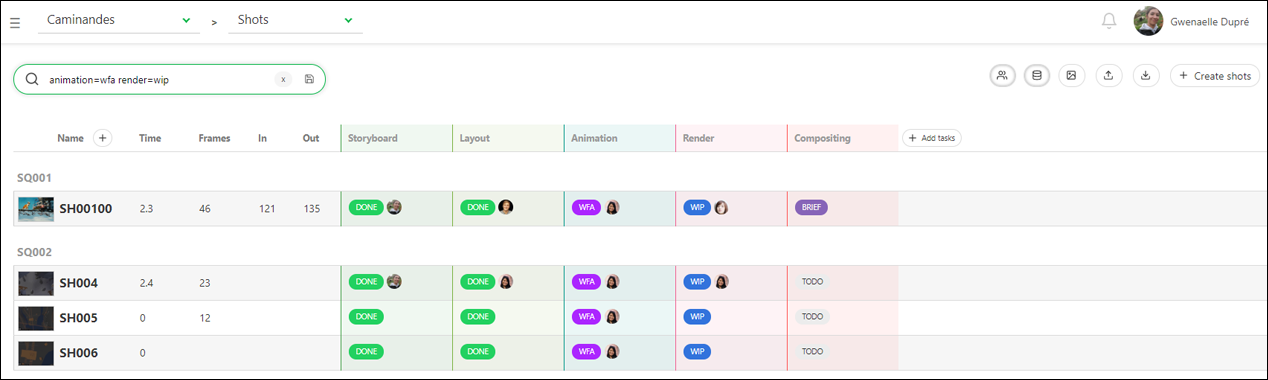 Caminandes > Shots Gwenaelle Dupré
animation=wfa render=wip x + Create shots
Name + Time Frames In Out Storyboard Layout Animation Render Compositing + Add tasks
SQ001
SH00100 2.3 46 121 135 DONE DONE WFA WIP BRIEF
SQ002
SH004 2.4 23 DONE DONE WFA WIP TODO
SH005 0 12 DONE DONE WFA WIP TODO
SH006 0 DONE DONE WFA WIP TODO